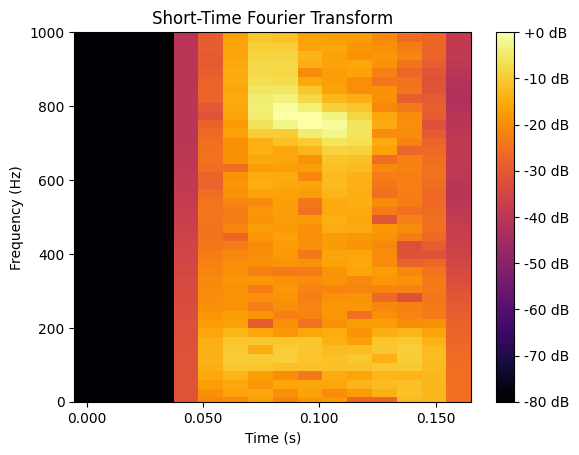 Short-Time Fourier Transform
1000
800
600
400
200
0
Frequency (Hz)
0.000
0.050
0.100
0.150
Time (s)
+0 dB
-10 dB
-20 dB
-30 dB
-40 dB
-50 dB
-60 dB
-70 dB
-80 dB